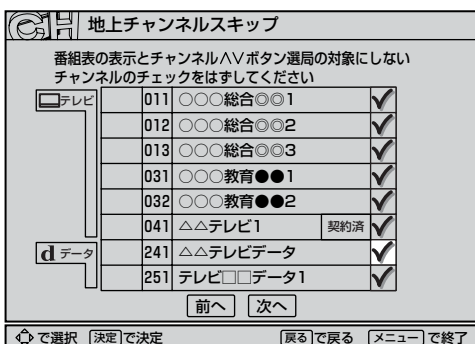 CH 地上チャンネルスキップ
番組表の表示とチャンネル∧∨ボタン選局の対象にしない
チャンネルのチェックをはずしてください
テレビ
011 ○○○総合◎◎1
012 ○○○総合◎◎2
013 ○○○総合◎◎3
031 ○○○教育●●1
032 ○○○教育●●2
041 △△テレビ1 契約済
d データ
241 △△テレビデータ
251 テレビ□□データ1
前へ 次へ
で選択 決定で決定 戻るで戻る メニューで終了